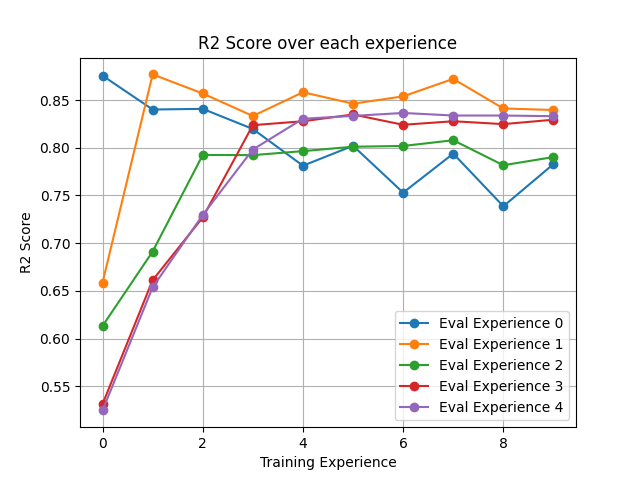 R2 Score over each experience
R2 Score
0.85
0.80
0.75
0.70
0.65
0.60
0.55
0
2
4
6
8
Training Experience
Eval Experience 0
Eval Experience 1
Eval Experience 2
Eval Experience 3
Eval Experience 4